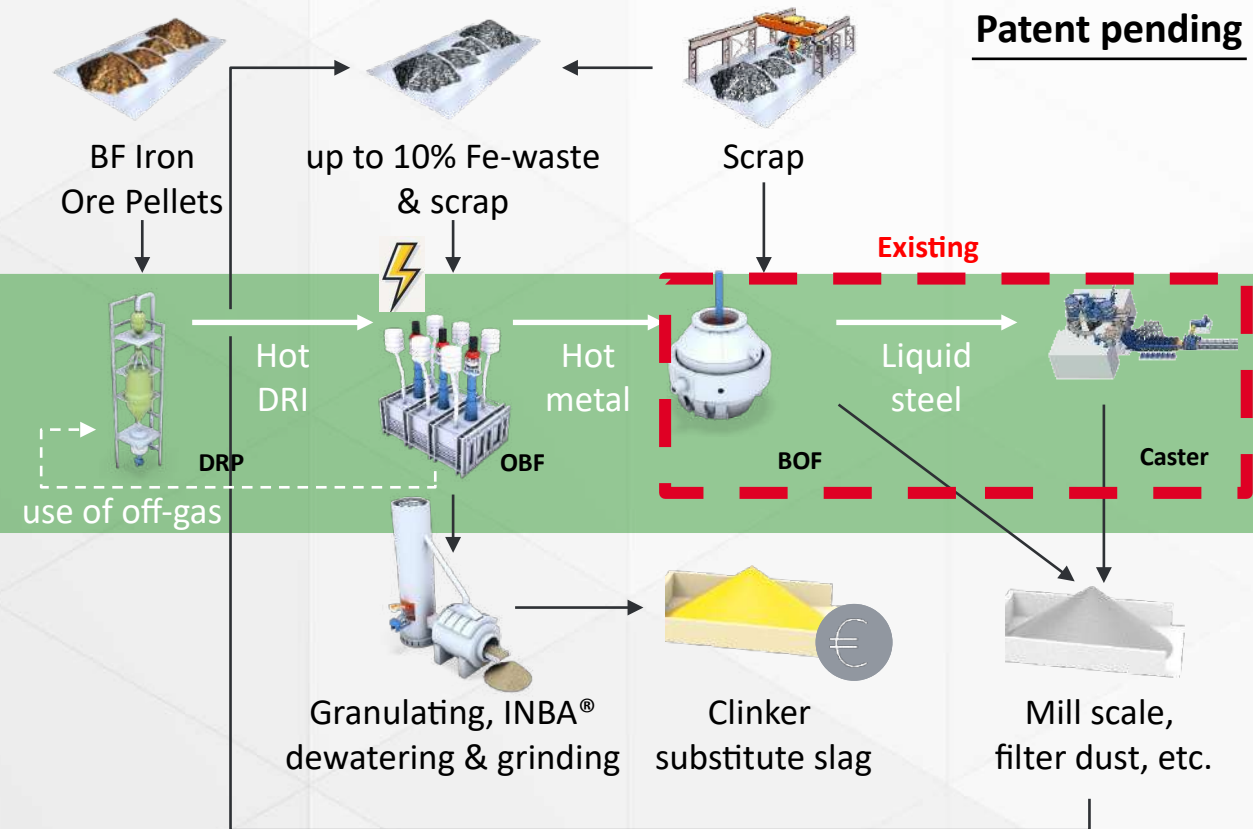 Patent pending
BF Iron
Ore Pellets
up to 10% Fe-waste
& scrap
Scrap
Existing
Hot
DRI
Hot
metal
Liquid
steel
DRP
OBF
BOF
Caster
use of off-gas
Granulating, INBA®
dewatering & grinding
Clinker
substitute slag
€
Mill scale,
filter dust, etc.